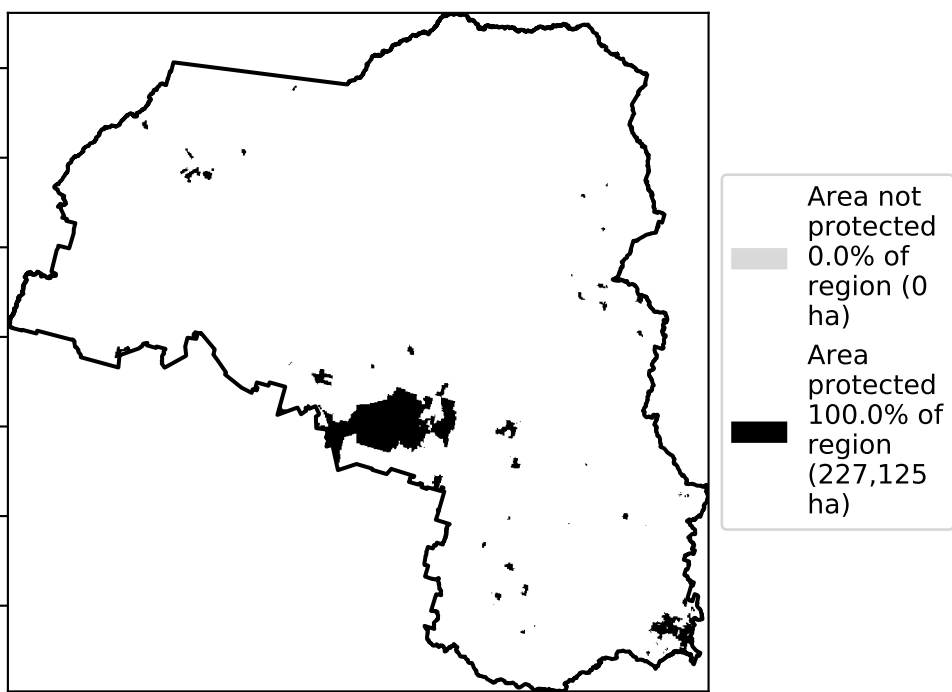 Area not
protected
0.0% of
region (0
ha)
Area
protected
100.0% of
region
(227,125
ha)